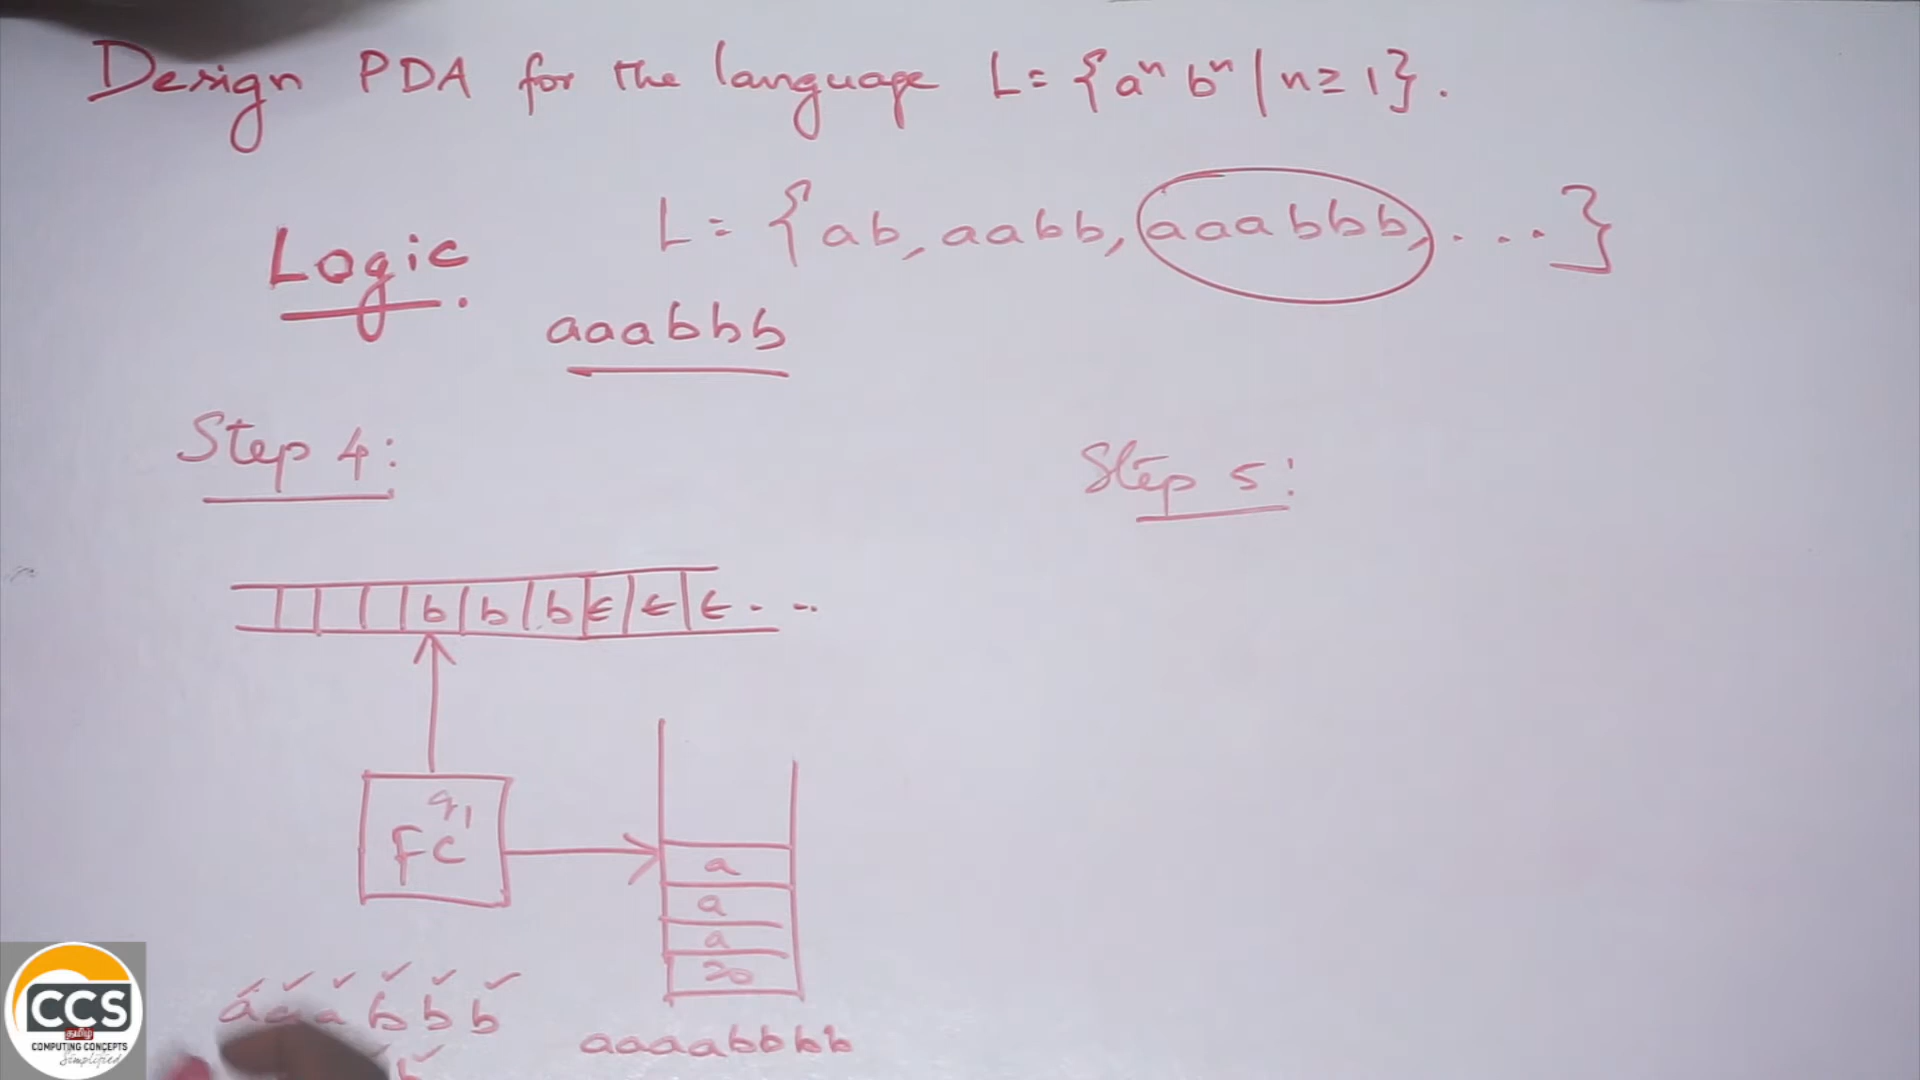 Design PDA for the language L = {aⁿ bⁿ | n ≥ 1}.
L = {ab, aabb, aaabbb, ....}
Logic.
aaabbb
Step 4:
Step 5:
b b b ϵ ϵ ϵ . ..
q₁
FC
a
a
a
z₀
a a a b b b
aaaabbbb
b
CCS
தமிழ்
COMPUTING CONCEPTS
Simplified